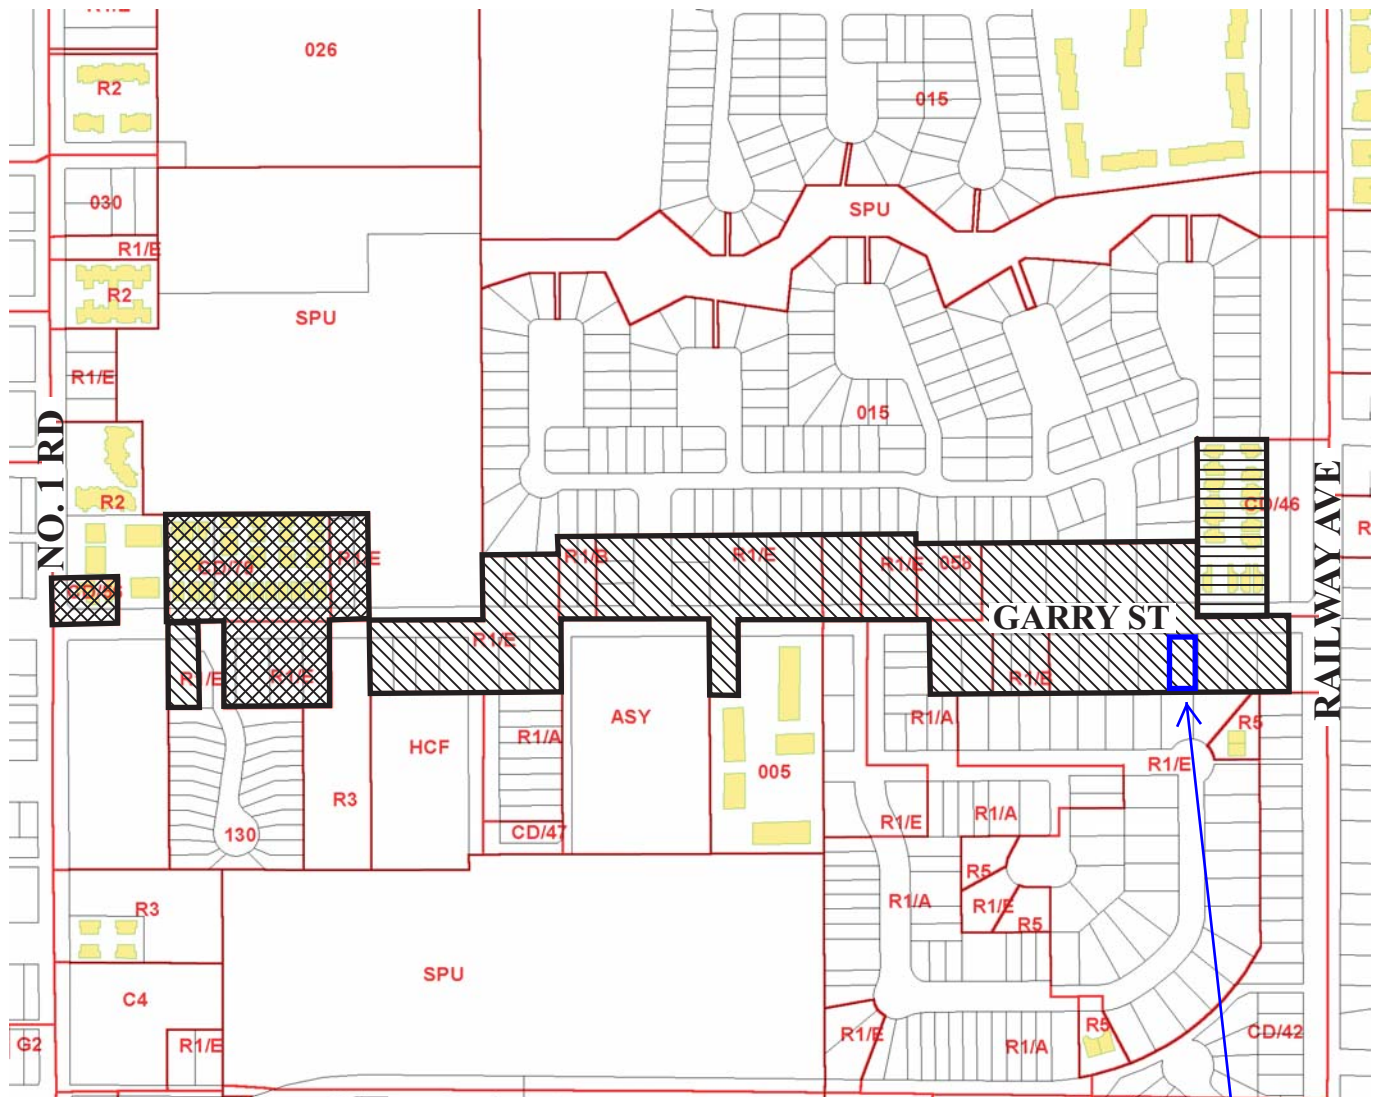 R1/E
026
R2
015
030
SPU
R1/E
R2
SPU
R1/E
015
NO. 1 RD
R2
CD/46
RAILWAY AVE
R
R1/E
CD/79
R1/B
R1/E
R1/E
058
GARRY ST
R1/E
R1/E
R1/E
R1/E
ASY
R1/A
R5
HCF
R1/A
005
R1/E
R3
130
CD/47
R1/E
R1/A
R5
R1/A
R1/E
R5
R3
SPU
C4
G2
R1/E
R1/E
R1/A
R5
CD/42